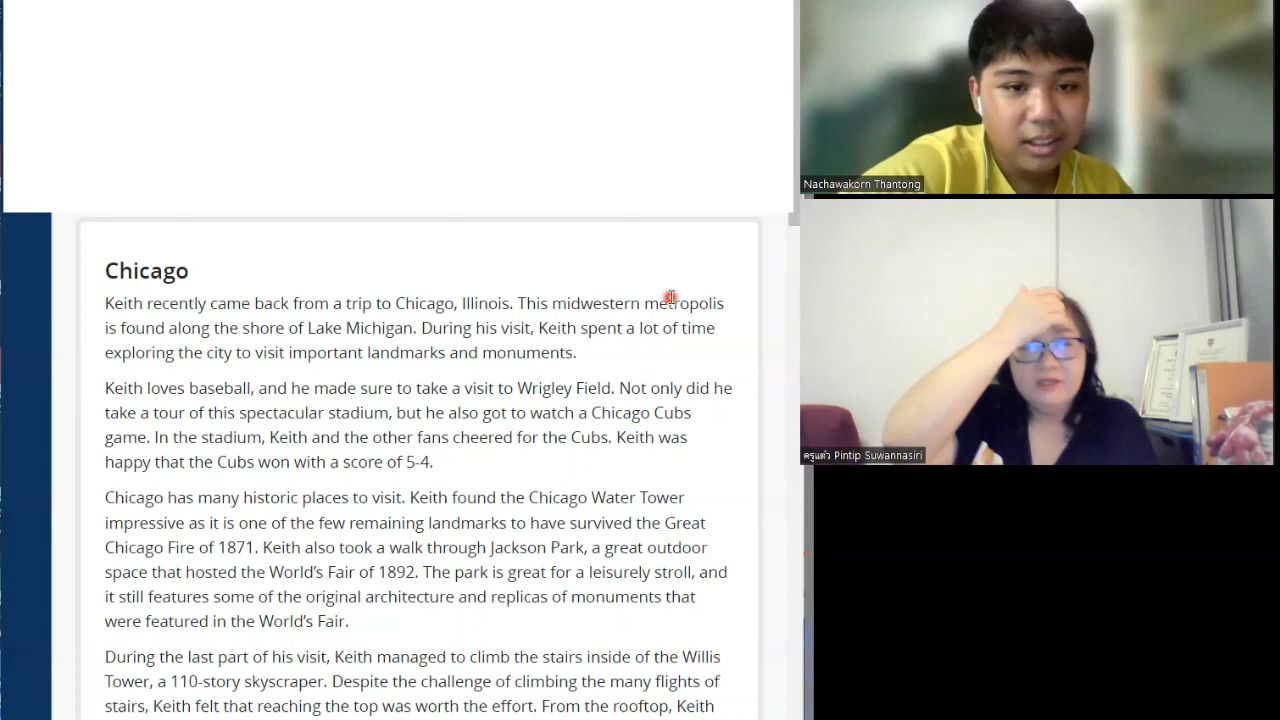 Chicago
Keith recently came back from a trip to Chicago, Illinois. This midwestern metropolis
is found along the shore of Lake Michigan. During his visit, Keith spent a lot of time
exploring the city to visit important landmarks and monuments.
Keith loves baseball, and he made sure to take a visit to Wrigley Field. Not only did he
take a tour of this spectacular stadium, but he also got to watch a Chicago Cubs
game. In the stadium, Keith and the other fans cheered for the Cubs. Keith was
happy that the Cubs won with a score of 5-4.
Chicago has many historic places to visit. Keith found the Chicago Water Tower
impressive as it is one of the few remaining landmarks to have survived the Great
Chicago Fire of 1871. Keith also took a walk through Jackson Park, a great outdoor
space that hosted the World’s Fair of 1892. The park is great for a leisurely stroll, and
it still features some of the original architecture and replicas of monuments that
were featured in the World’s Fair.
During the last part of his visit, Keith managed to climb the stairs inside of the Willis
Tower, a 110-story skyscraper. Despite the challenge of climbing the many flights of
stairs, Keith felt that reaching the top was worth the effort. From the rooftop, Keith
Nachawakorn Thantong
ครูแต๋ว Pintip Suwannasiri